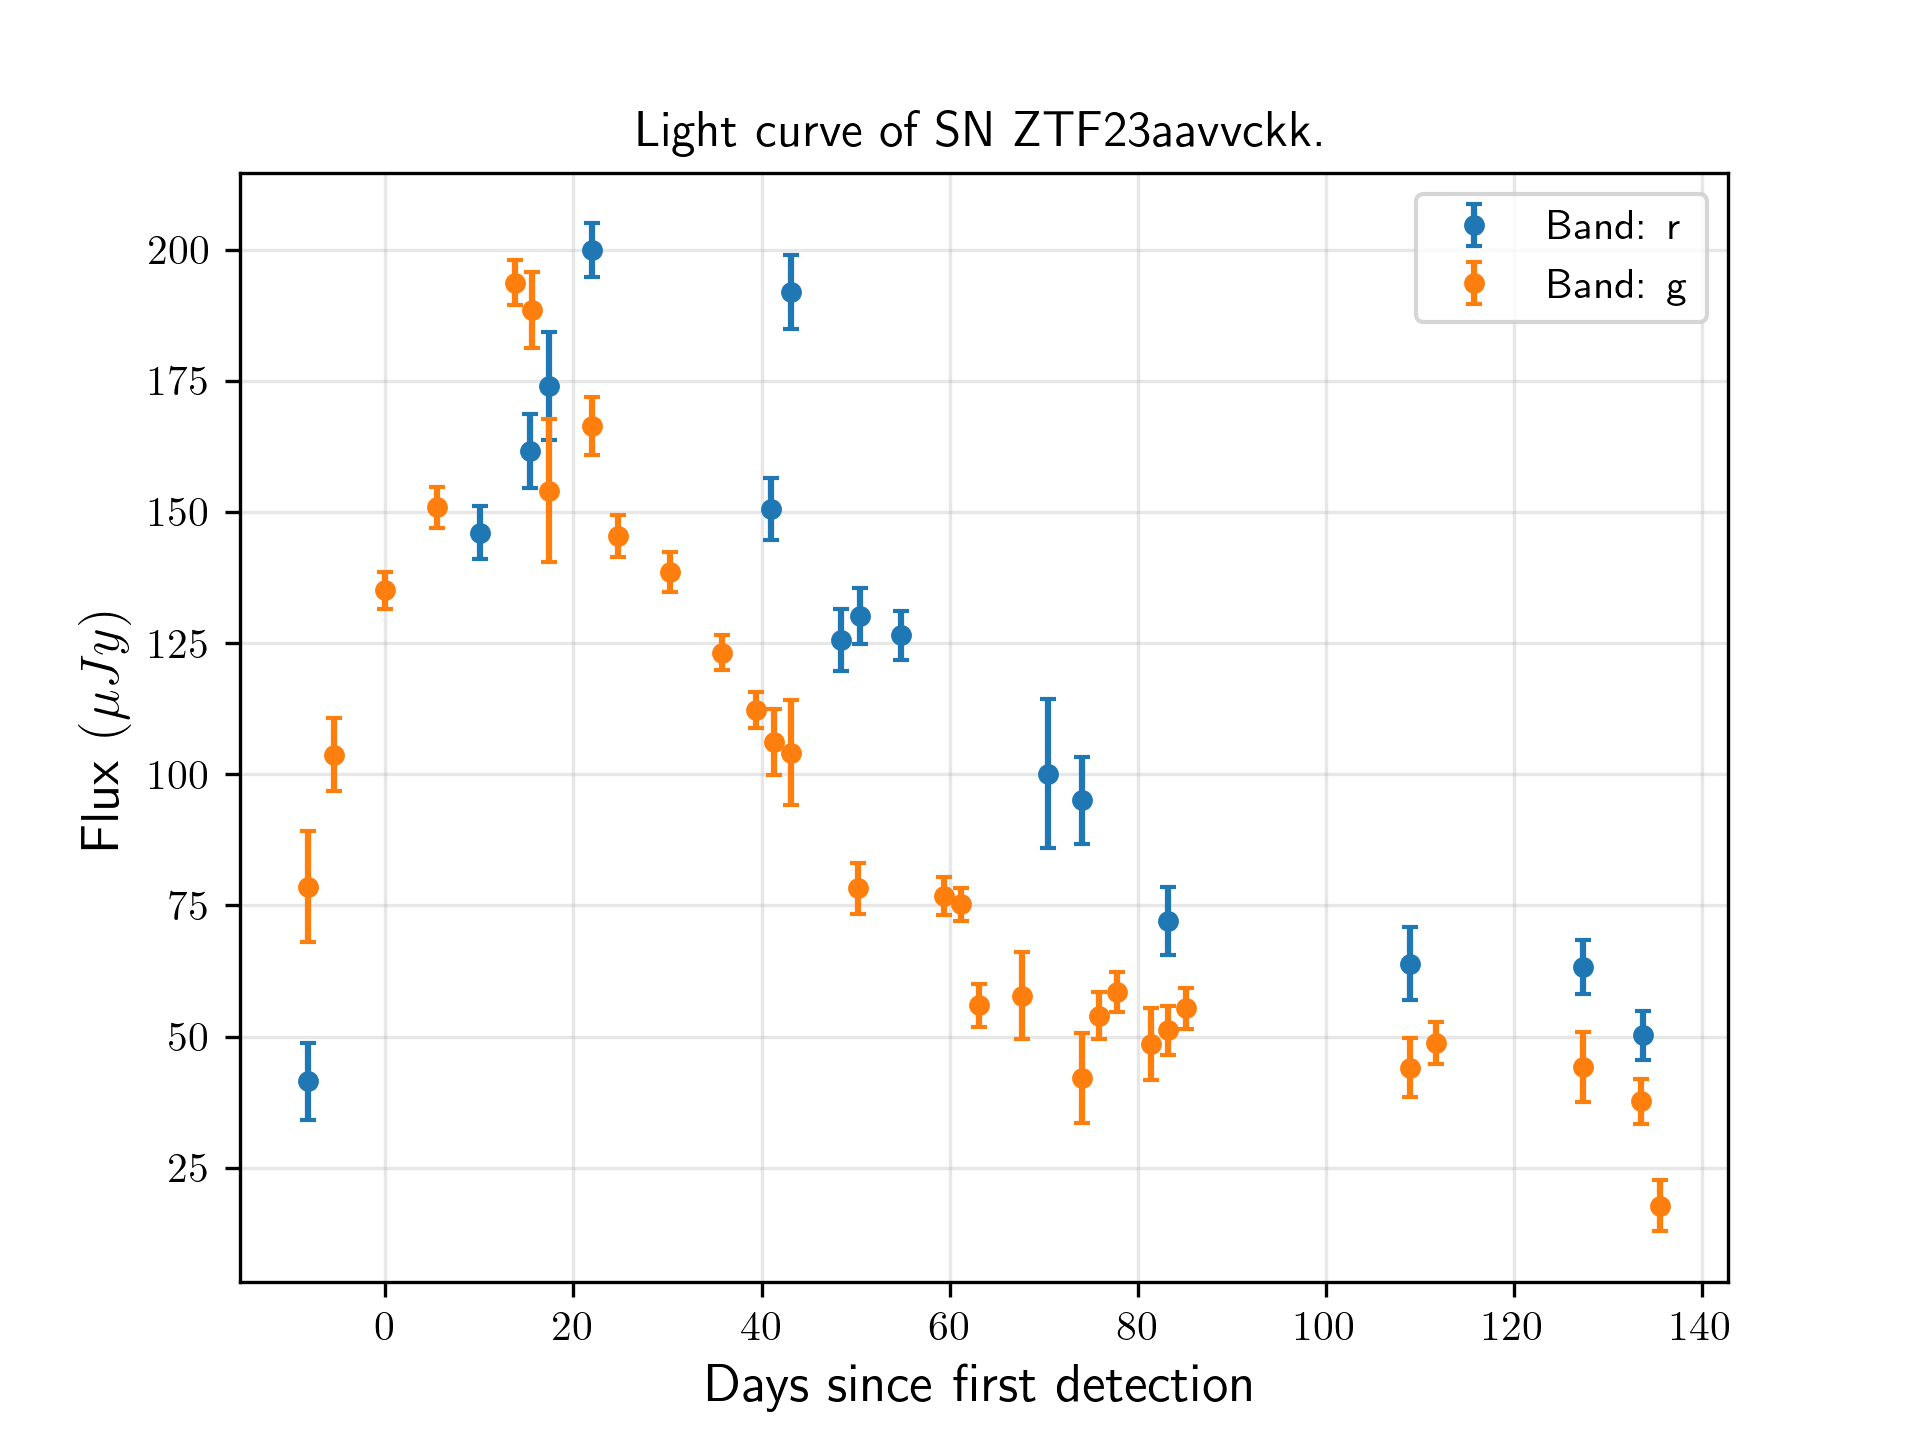 Light curve of SN ZTF23aavvckk.
Band: r
Band: g
Flux (μJy)
200
175
150
125
100
75
50
25
0 20 40 60 80 100 120 140
Days since first detection